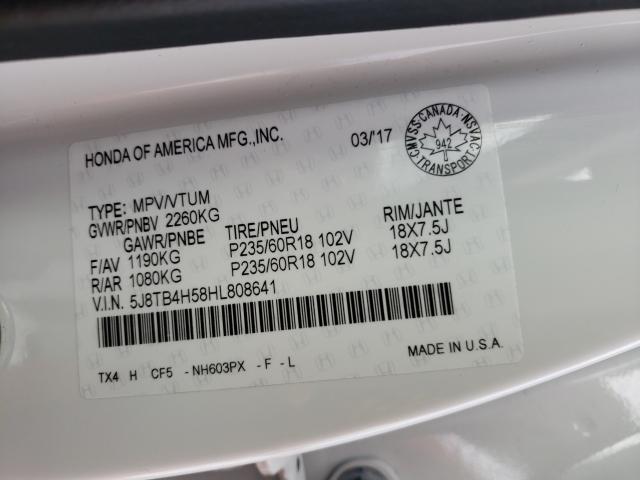 HONDA OF AMERICA MFG.,INC. 03/'17
CMVSS·CANADA·NSVAC
942
TRANSPORT
TYPE: MPV/VTUM
GVWR/PNBV 2260KG
GAWR/PNBE TIRE/PNEU RIM/JANTE
F/AV 1190KG P235/60R18 102V 18X7.5J
R/AR 1080KG P235/60R18 102V 18X7.5J
V.I.N. 5J8TB4H58HL808641
TX4 H CF5 -NH603PX -F -L MADE IN U.S.A.